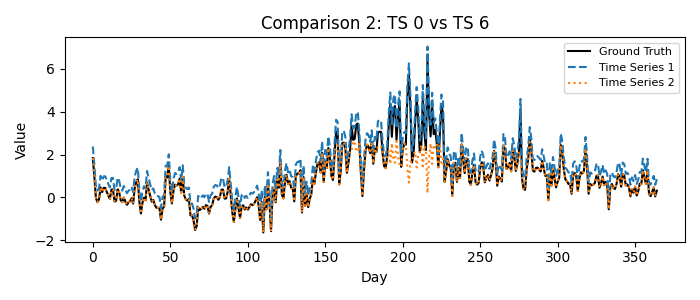 Comparison 2: TS 0 vs TS 6
Ground Truth
Time Series 1
Time Series 2
Value
6
4
2
0
−2
0
50
100
150
200
250
300
350
Day